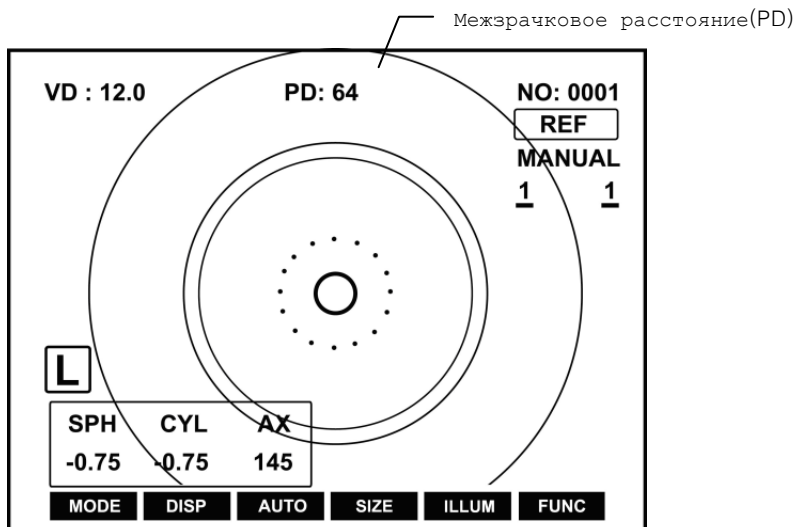 Межзрачковое расстояние(PD)
VD : 12.0 PD: 64 NO: 0001
REF
MANUAL
1 1
L
SPH CYL AX
-0.75 -0.75 145
MODE DISP AUTO SIZE ILLUM FUNC